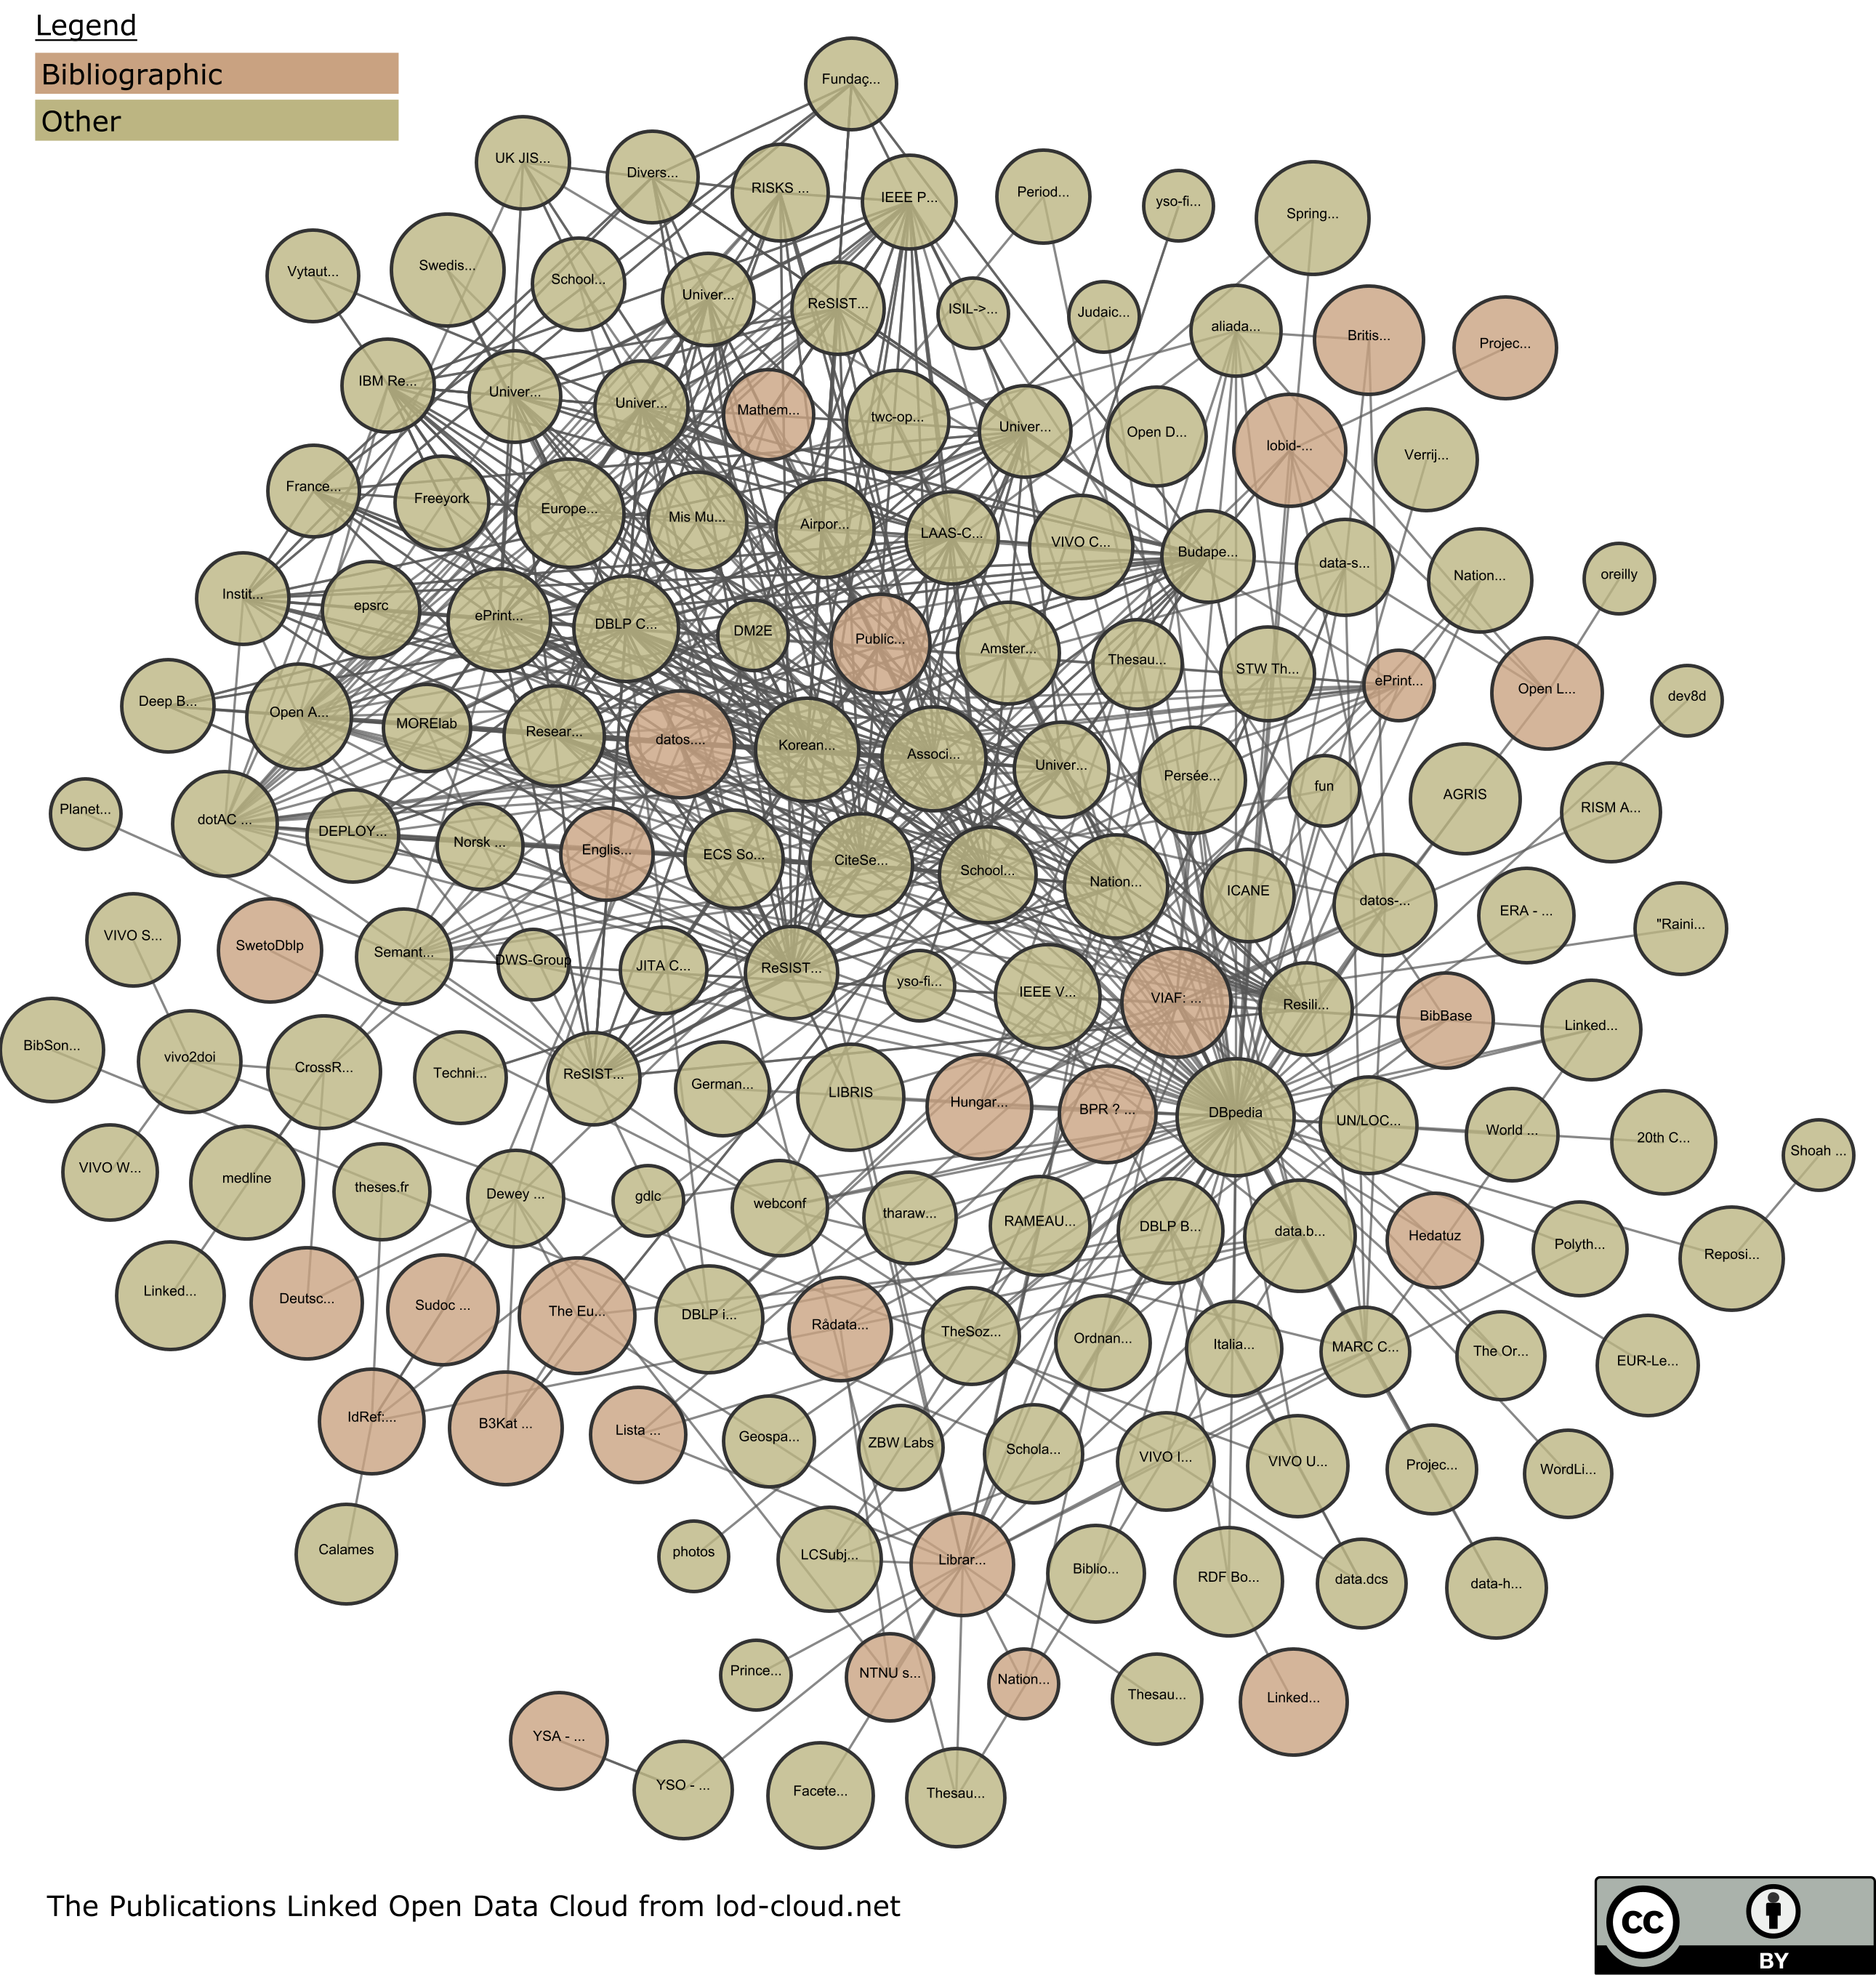 Legend
Bibliographic
Other
Fundaç...
UK JIS...
Divers...
RISKS ...
IEEE P...
Period...
yso-fi...
Spring...
Vytaut...
Swedis...
School...
Univer...
ReSIST...
ISIL->...
Judaic...
aliada...
Britis...
Projec...
IBM Re...
Univer...
Univer...
Mathem...
twc-op...
Univer...
Open D...
lobid-...
Verrij...
France...
Freeyork
Europe...
Mis Mu...
Airpor...
LAAS-C...
VIVO C...
Budape...
data-s...
Nation...
oreilly
Instit...
epsrc
ePrint...
DBLP C...
DM2E
Public...
Amster...
Thesau...
STW Th...
ePrint...
Open L...
dev8d
Deep B...
Open A...
MORElab
Resear...
datos....
Korean...
Associ...
Univer...
Persée...
fun
AGRIS
RISM A...
Planet...
dotAC ...
DEPLOY...
Norsk ...
Englis...
ECS So...
CiteSe...
School...
Nation...
ICANE
datos-...
ERA - ...
"Raini...
VIVO S...
SwetoDblp
Semant...
DWS-Group
JITA C...
ReSIST...
yso-fi...
IEEE V...
VIAF: ...
Resili...
BibBase
Linked...
BibSon...
vivo2doi
CrossR...
Techni...
ReSIST...
German...
LIBRIS
Hungar...
BPR ? ...
DBpedia
UN/LOC...
World ...
20th C...
Shoah ...
VIVO W...
medline
theses.fr
Dewey ...
gdlc
webconf
tharaw...
RAMEAU...
DBLP B...
data.b...
Hedatuz
Polyth...
Reposi...
Linked...
Deutsc...
Sudoc ...
The Eu...
DBLP i...
Rådata...
TheSoz...
Ordnan...
Italia...
MARC C...
The Or...
EUR-Le...
IdRef:...
B3Kat ...
Lista ...
Geospa...
ZBW Labs
Schola...
VIVO I...
VIVO U...
Projec...
WordLi...
Calames
photos
LCSubj...
Librar...
Biblio...
RDF Bo...
data.dcs
data-h...
Prince...
NTNU s...
Nation...
Thesau...
Linked...
YSA - ...
YSO - ...
Facete...
Thesau...
The Publications Linked Open Data Cloud from lod-cloud.net
cc
BY